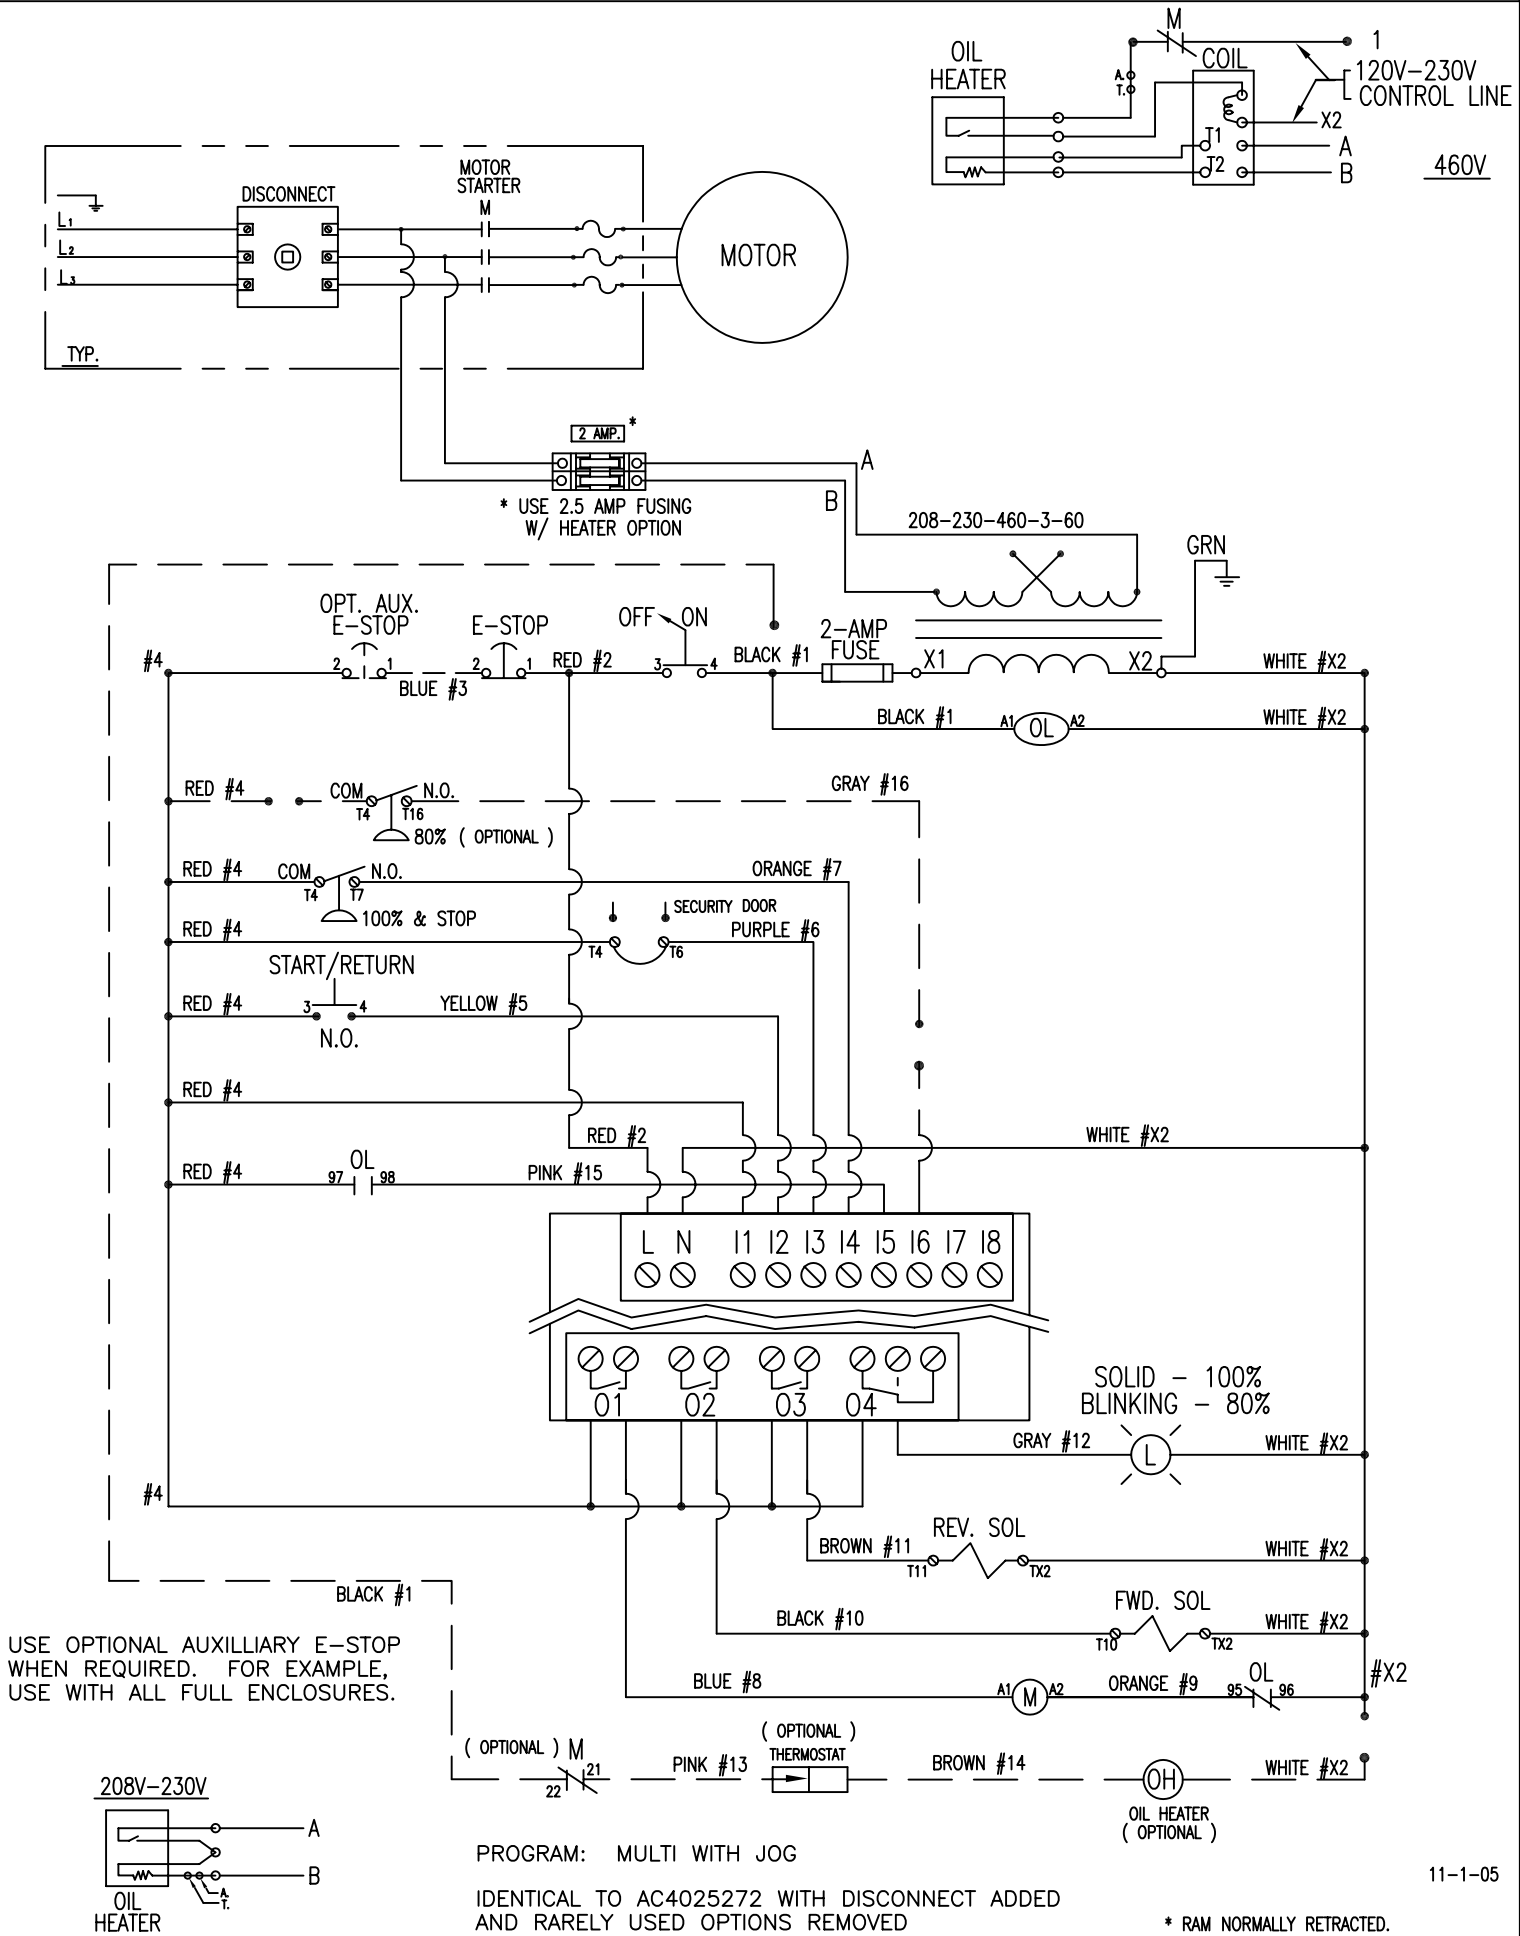 M
1
OIL
HEATER
A.
T.
COIL
120V-230V
CONTROL LINE
X2
T1
A
T2
B
460V
MOTOR
STARTER
M
DISCONNECT
L1
L2
L3
MOTOR
TYP.
2 AMP.
*
A
B
* USE 2.5 AMP FUSING
W/ HEATER OPTION
208-230-460-3-60
GRN
OPT. AUX.
E-STOP
E-STOP
OFF
ON
2-AMP
FUSE
#4
2
1
BLUE #3
2
1
RED #2
3
4
BLACK #1
X1
X2
WHITE #X2
BLACK #1
A1
OL
A2
WHITE #X2
RED #4
COM
N.O.
T4
T16
80% ( OPTIONAL )
GRAY #16
RED #4
COM
N.O.
T4
T7
100% & STOP
ORANGE #7
SECURITY DOOR
RED #4
T4
T6
PURPLE #6
START/RETURN
RED #4
3
4
N.O.
YELLOW #5
RED #4
RED #2
WHITE #X2
RED #4
OL
97
98
PINK #15
L N I1 I2 I3 I4 I5 I6 I7 I8
O1 O2 O3 O4
SOLID - 100%
BLINKING - 80%
GRAY #12
L
WHITE #X2
#4
REV. SOL
BROWN #11
T11
TX2
WHITE #X2
BLACK #1
FWD. SOL
BLACK #10
T10
TX2
WHITE #X2
USE OPTIONAL AUXILLIARY E-STOP
WHEN REQUIRED. FOR EXAMPLE,
USE WITH ALL FULL ENCLOSURES.
BLUE #8
A1
M
A2
ORANGE #9
OL
95
96
#X2
( OPTIONAL ) M
21
22
PINK #13
( OPTIONAL )
THERMOSTAT
BROWN #14
OH
OIL HEATER
( OPTIONAL )
WHITE #X2
208V-230V
A
B
A.
T.
OIL
HEATER
PROGRAM: MULTI WITH JOG
IDENTICAL TO AC4025272 WITH DISCONNECT ADDED
AND RARELY USED OPTIONS REMOVED
11-1-05
* RAM NORMALLY RETRACTED.